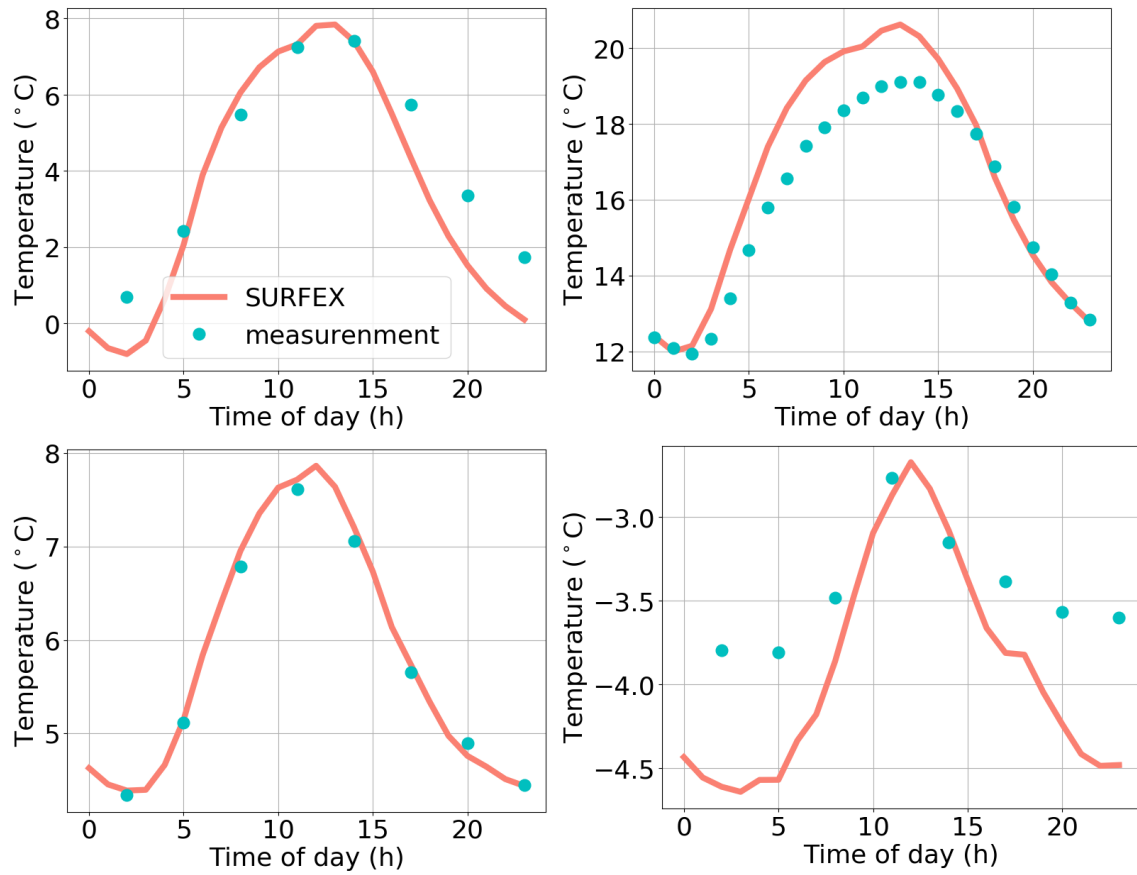 8
6
4
2
0
Temperature (°C)
SURFEX
measurenment
0 5 10 15 20
Time of day (h)
20
18
16
14
12
Temperature (°C)
0 5 10 15 20
Time of day (h)
8
7
6
5
Temperature (°C)
0 5 10 15 20
Time of day (h)
−3.0
−3.5
−4.0
−4.5
Temperature (°C)
0 5 10 15 20
Time of day (h)